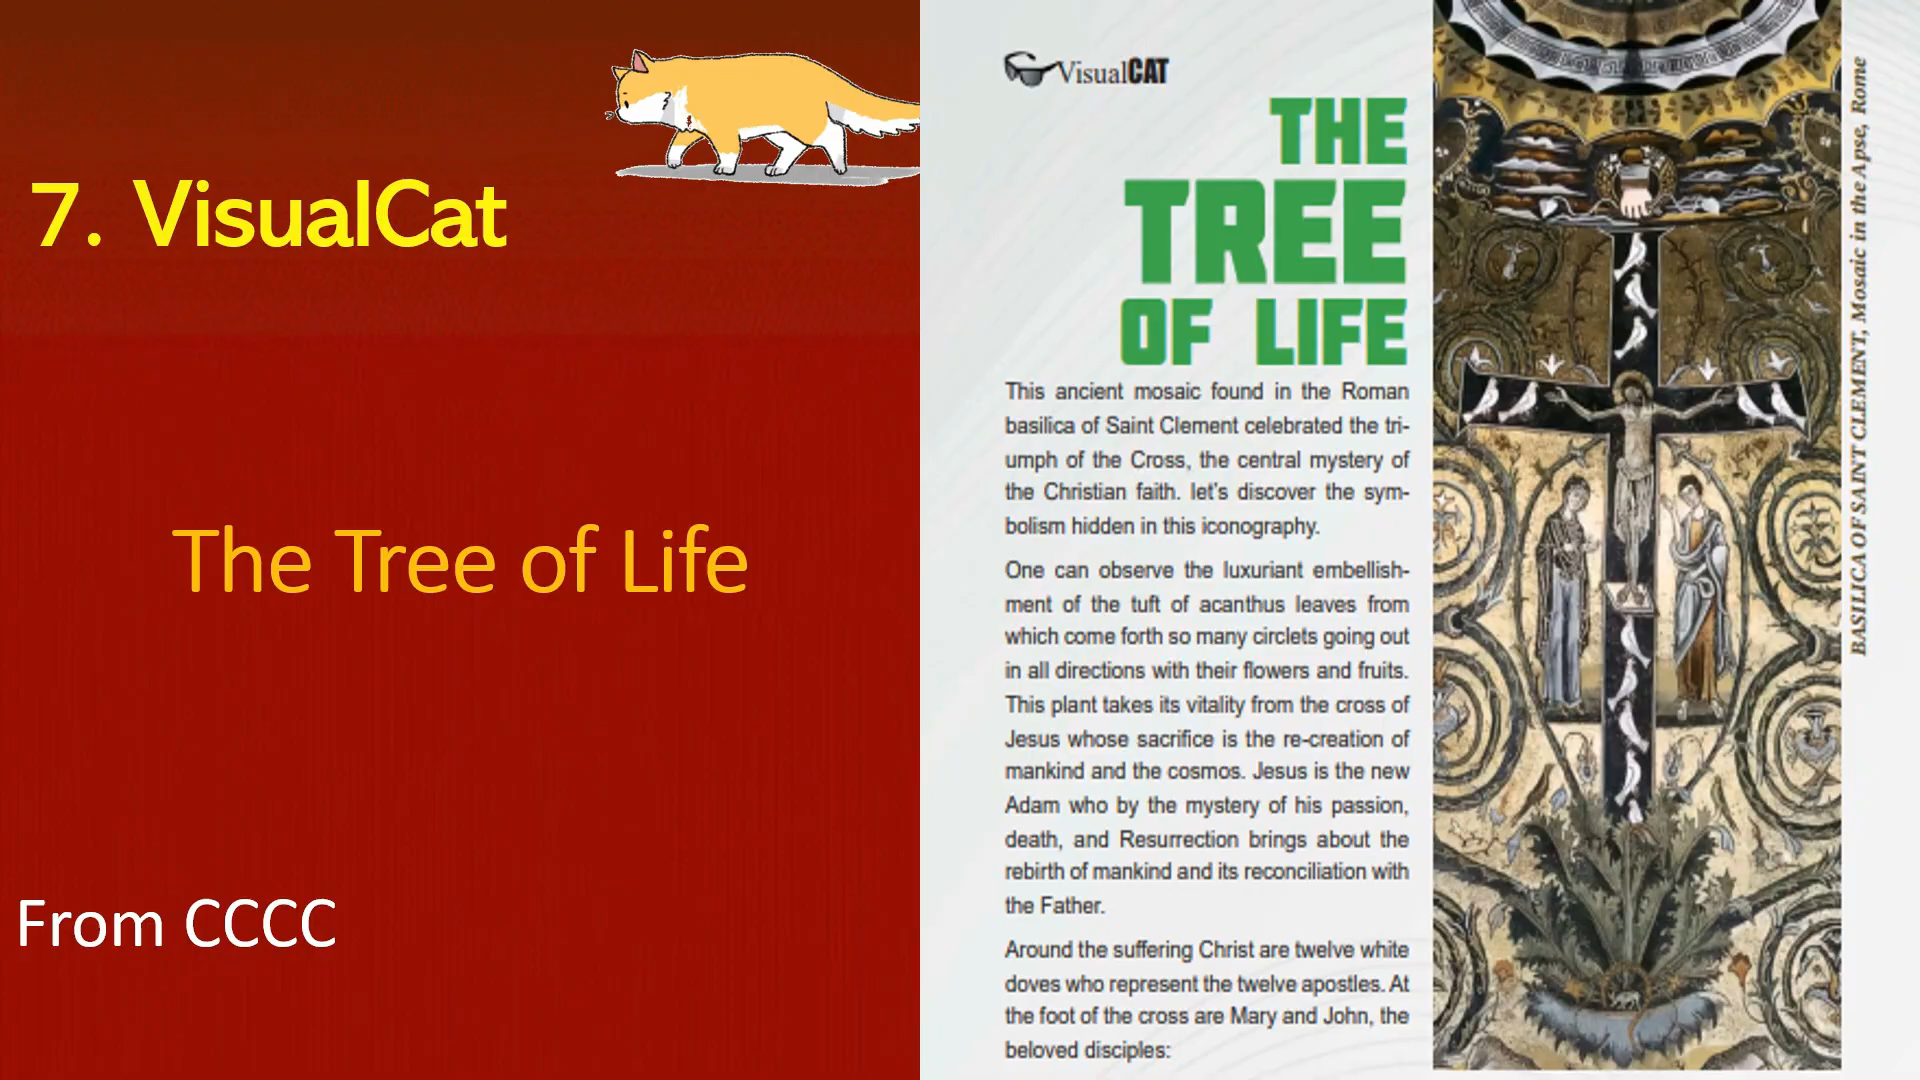 7. VisualCat
The Tree of Life
From CCCC
VisualCAT
THE
TREE
OF LIFE
This ancient mosaic found in the Roman
basilica of Saint Clement celebrated the tri-
umph of the Cross, the central mystery of
the Christian faith. let's discover the sym-
bolism hidden in this iconography.
One can observe the luxuriant embellish-
ment of the tuft of acanthus leaves from
which come forth so many circlets going out
in all directions with their flowers and fruits.
This plant takes its vitality from the cross of
Jesus whose sacrifice is the re-creation of
mankind and the cosmos. Jesus is the new
Adam who by the mystery of his passion,
death, and Resurrection brings about the
rebirth of mankind and its reconciliation with
the Father.
Around the suffering Christ are twelve white
doves who represent the twelve apostles. At
the foot of the cross are Mary and John, the
beloved disciples:
BASILICA OF SAINT CLEMENT, Mosaic in the Apse, Rome